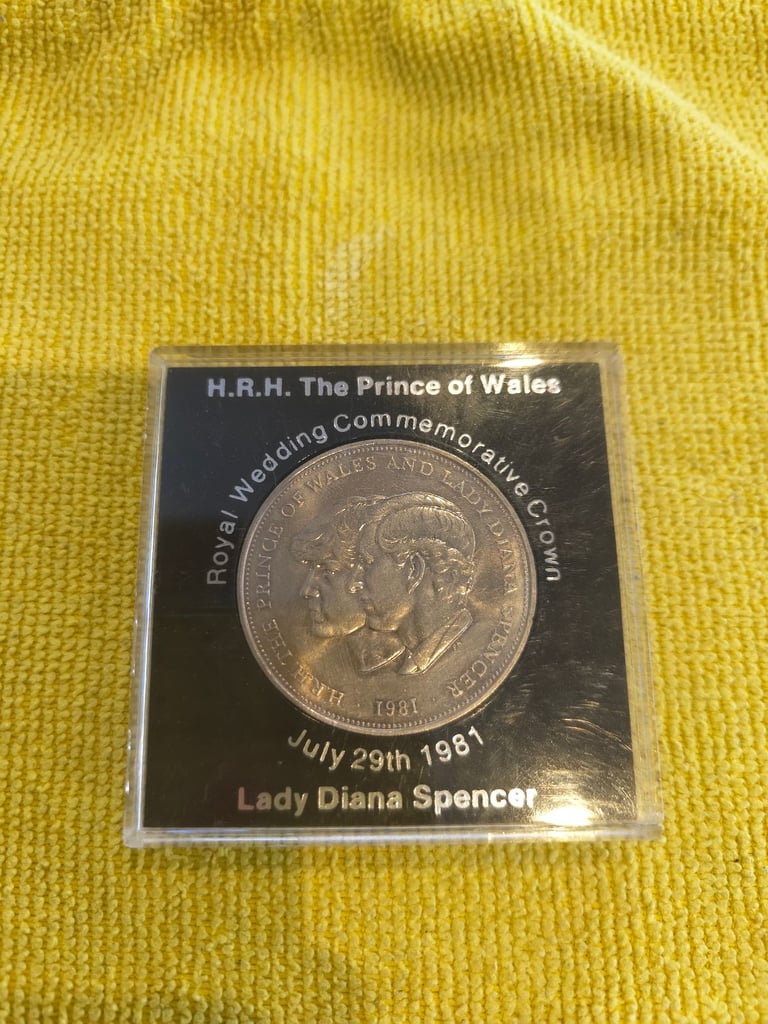 H.R.H. The Prince of Wales
Royal Wedding Commemorative Crown
H.R.H. THE PRINCE OF WALES AND LADY DIANA SPENCER
· 1981 ·
July 29th 1981
Lady Diana Spencer